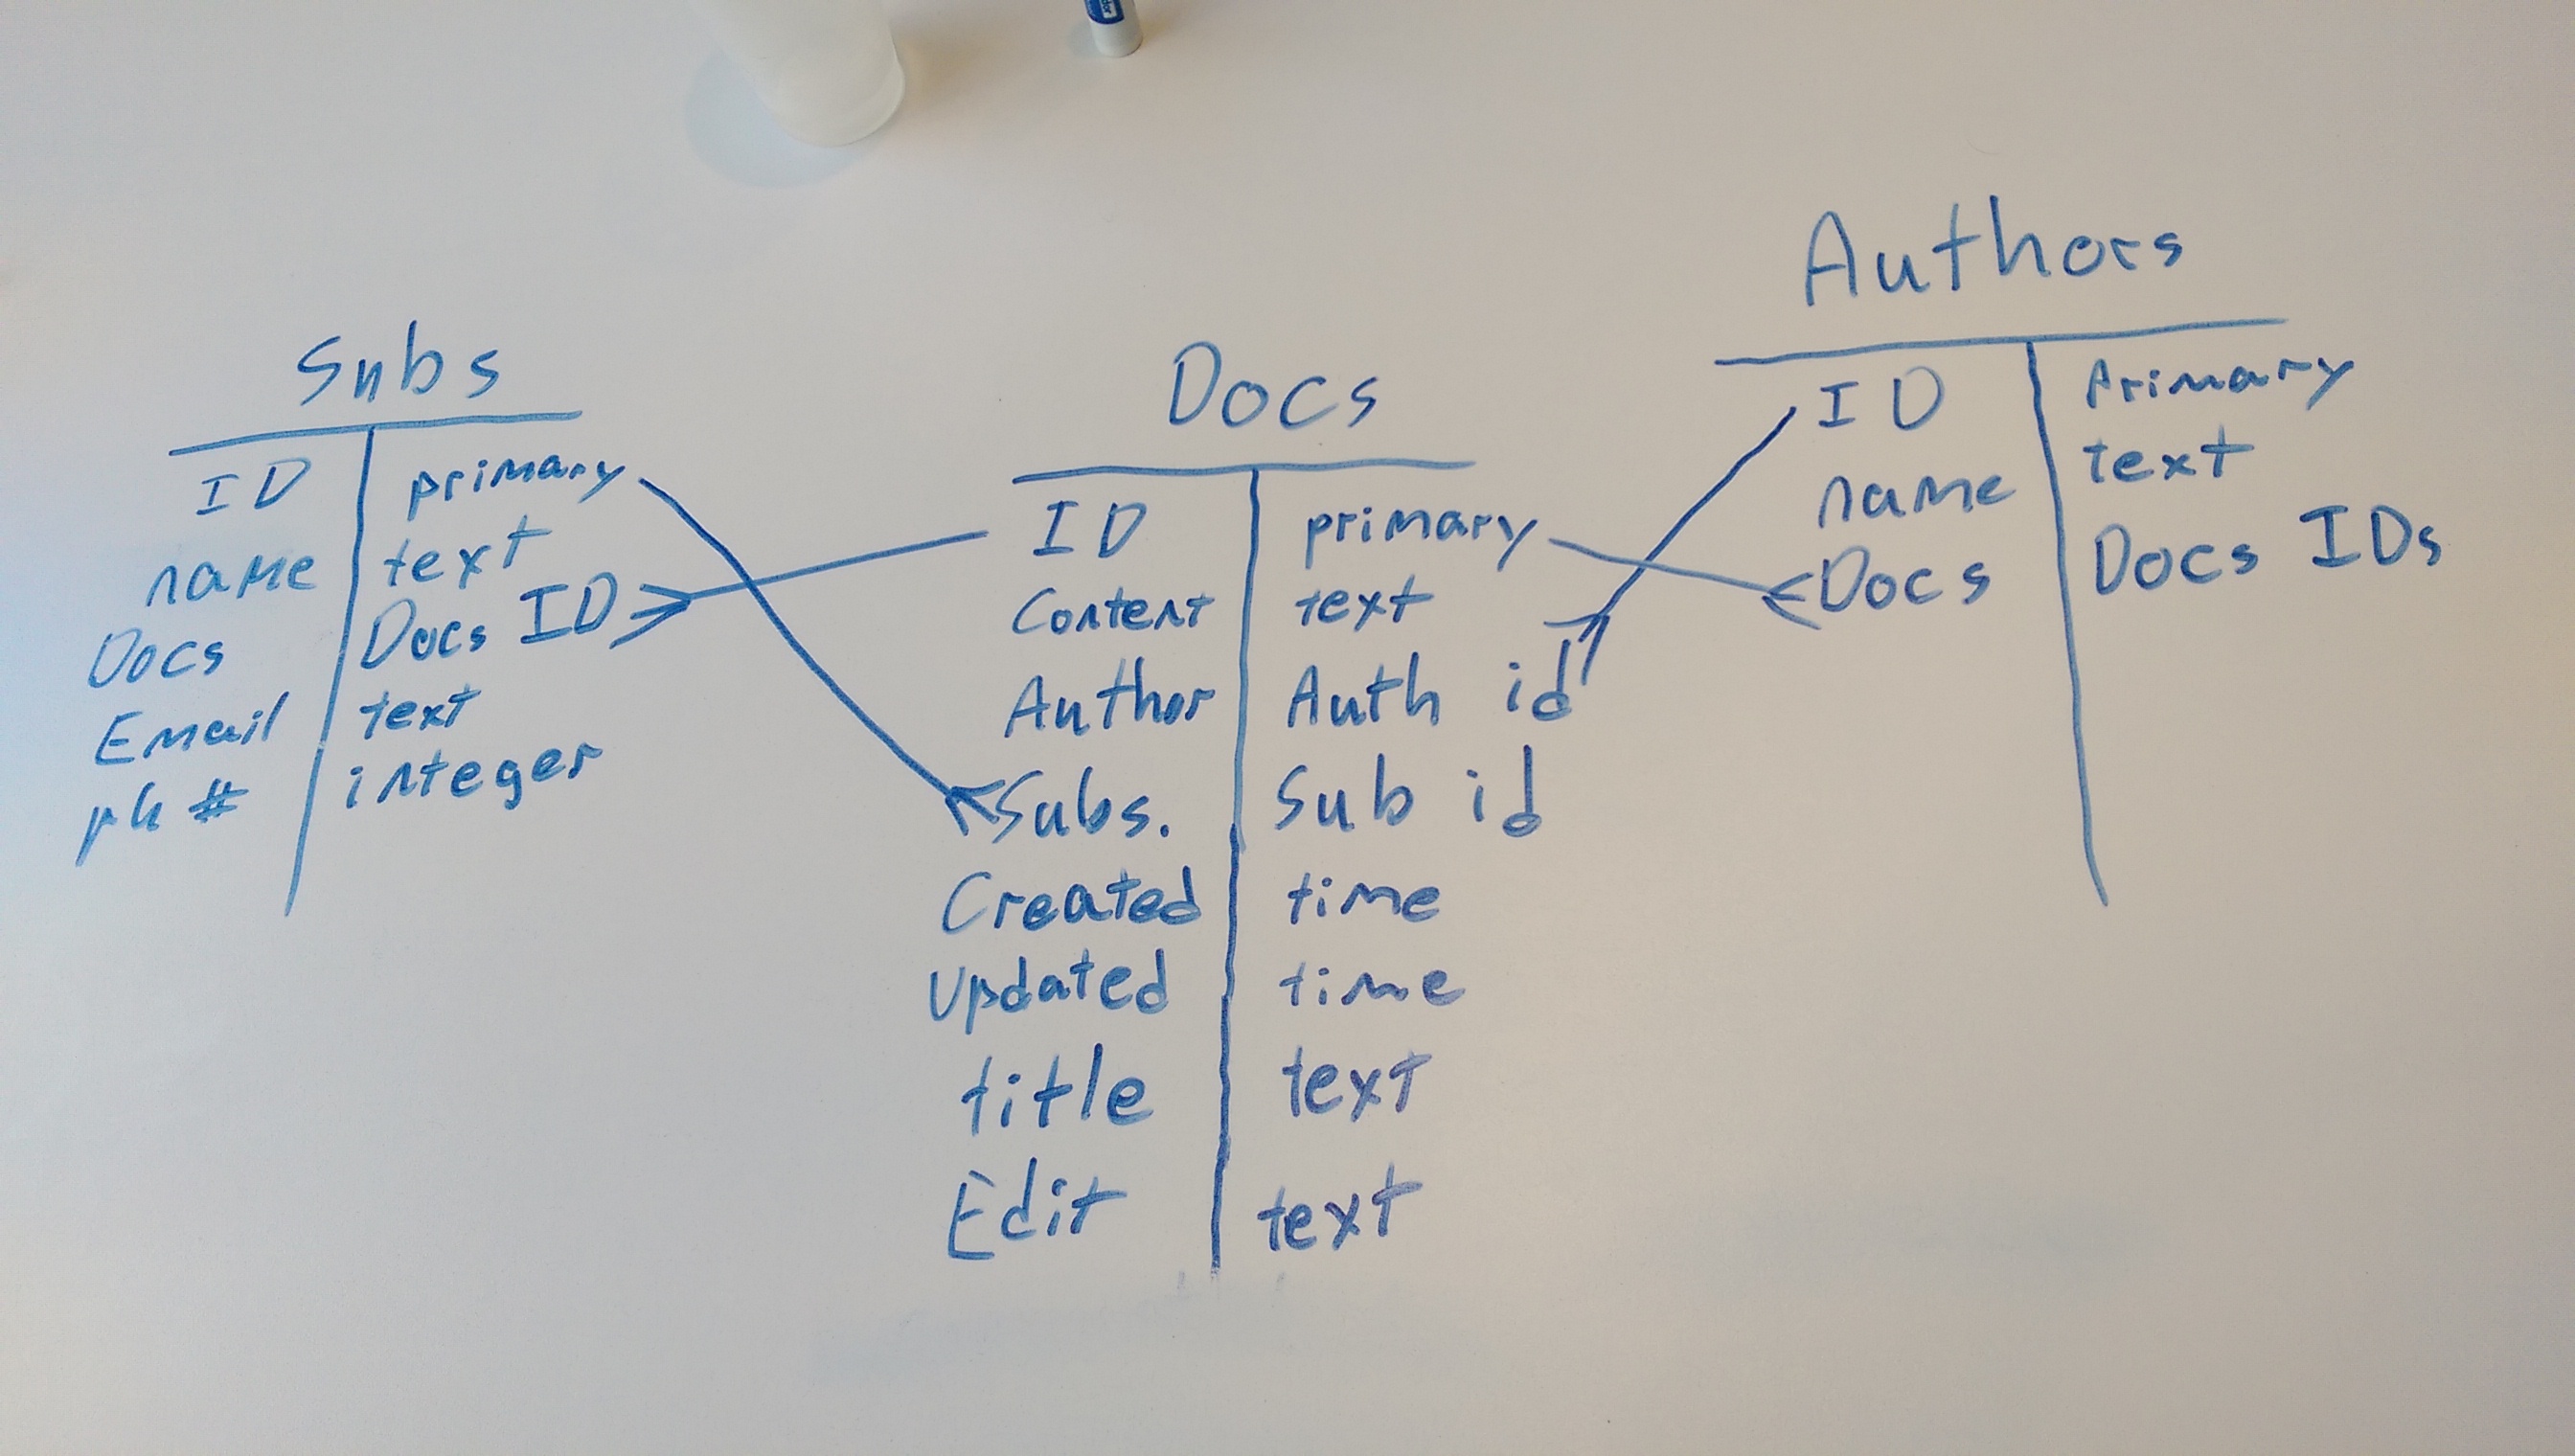 Subs
ID primary
name text
Docs Docs ID
Email text
ph # integer
Docs
ID primary
Content text
Author Auth id
Subs. Sub id
Created time
Updated time
title text
Edit text
Authors
ID Primary
name text
Docs Docs IDs